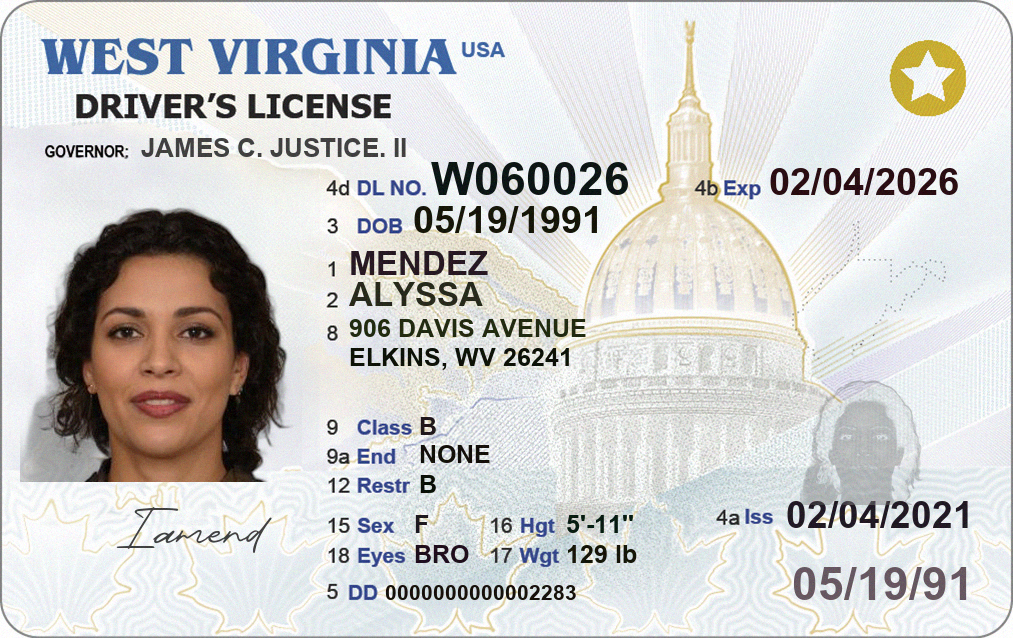 WEST VIRGINIA USA
DRIVER'S LICENSE
GOVERNOR: JAMES C. JUSTICE. II
4d DL NO. W060026 4b Exp 02/04/2026
3 DOB 05/19/1991
1 MENDEZ
2 ALYSSA
8 906 DAVIS AVENUE
ELKINS, WV 26241
9 Class B
9a End NONE
12 Restr B
15 Sex F 16 Hgt 5'-11" 4a Iss 02/04/2021
18 Eyes BRO 17 Wgt 129 lb
5 DD 0000000000002283 05/19/91